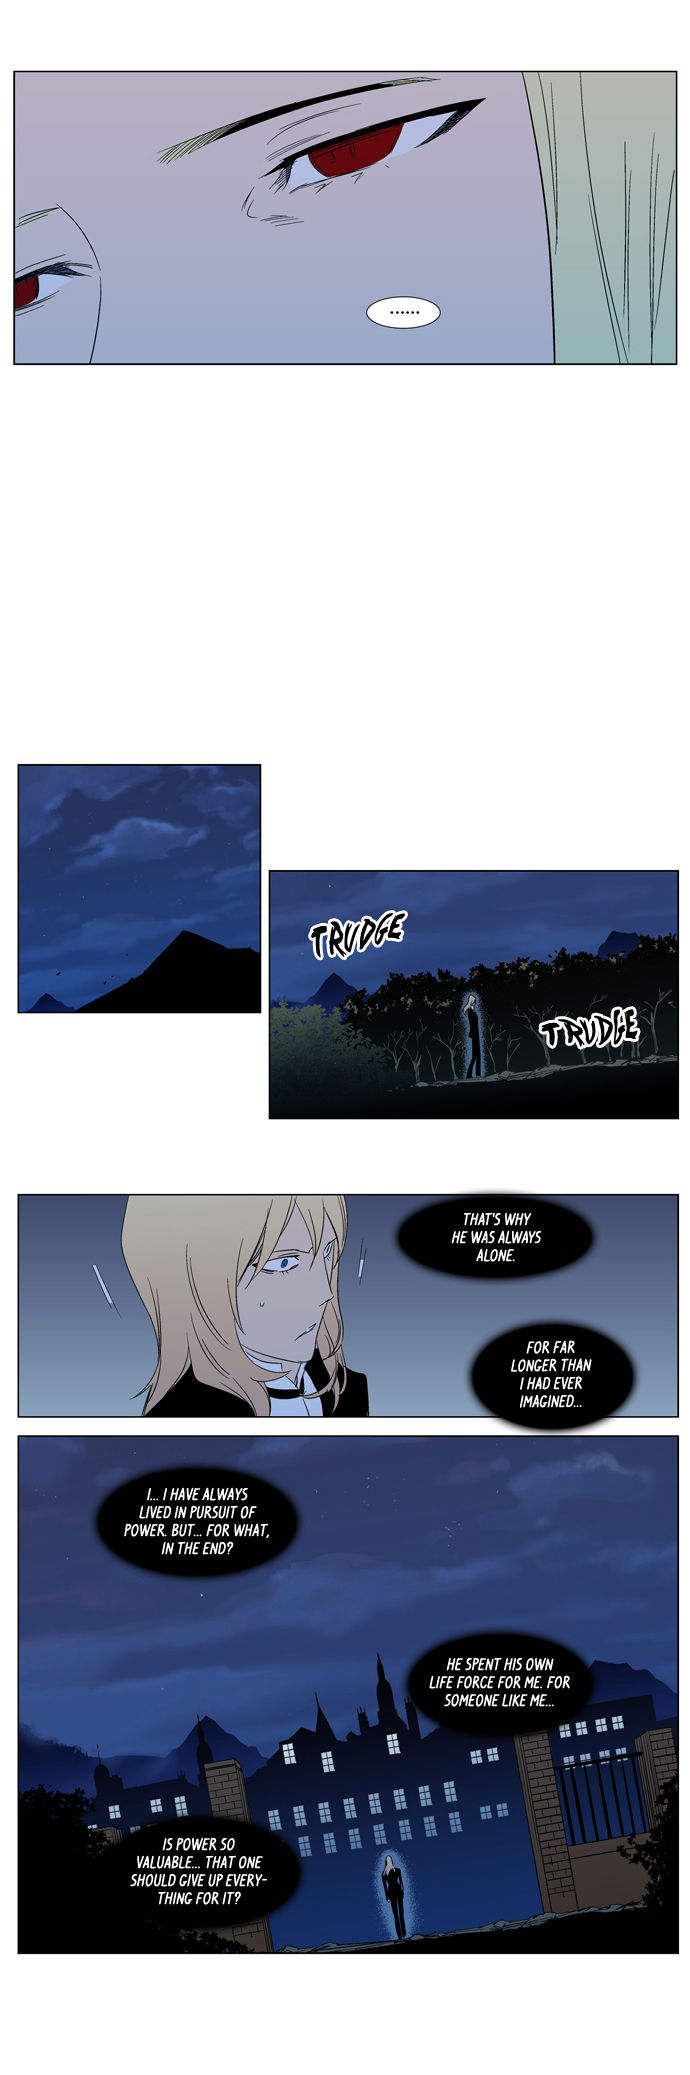 ......
TRUDGE
TRUDGE
THAT'S WHY
HE WAS ALWAYS
ALONE.
FOR FAR
LONGER THAN
I HAD EVER
IMAGINED...
I... I HAVE ALWAYS
LIVED IN PURSUIT OF
POWER. BUT... FOR WHAT,
IN THE END?
HE SPENT HIS OWN
LIFE FORCE FOR ME. FOR
SOMEONE LIKE ME...
IS POWER SO
VALUABLE... THAT ONE
SHOULD GIVE UP EVERY-
THING FOR IT?